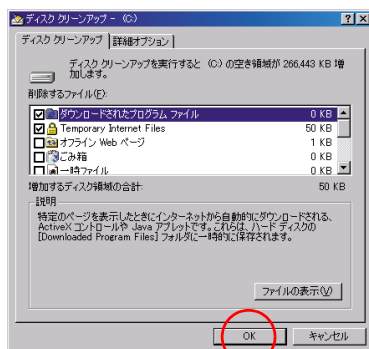 ディスク クリーンアップ - (C:)
ディスク クリーンアップ 詳細オプション
ディスク クリーンアップを実行すると (C:) の空き領域が 266,443 KB 増
加します。
削除するファイル(F):
ダウンロードされたプログラム ファイル 0 KB
Temporary Internet Files 50 KB
オフライン Web ページ 1 KB
ごみ箱 0 KB
一時ファイル 0 KB
増加するディスク領域の合計: 50 KB
説明
特定のページを表示したときにインターネットから自動的にダウンロードされる、
ActiveX コントロールや Java アプレットです。これらは、ハード ディスクの
[Downloaded Program Files] フォルダに一時的に保存されます。
ファイルの表示(V)
OK キャンセル